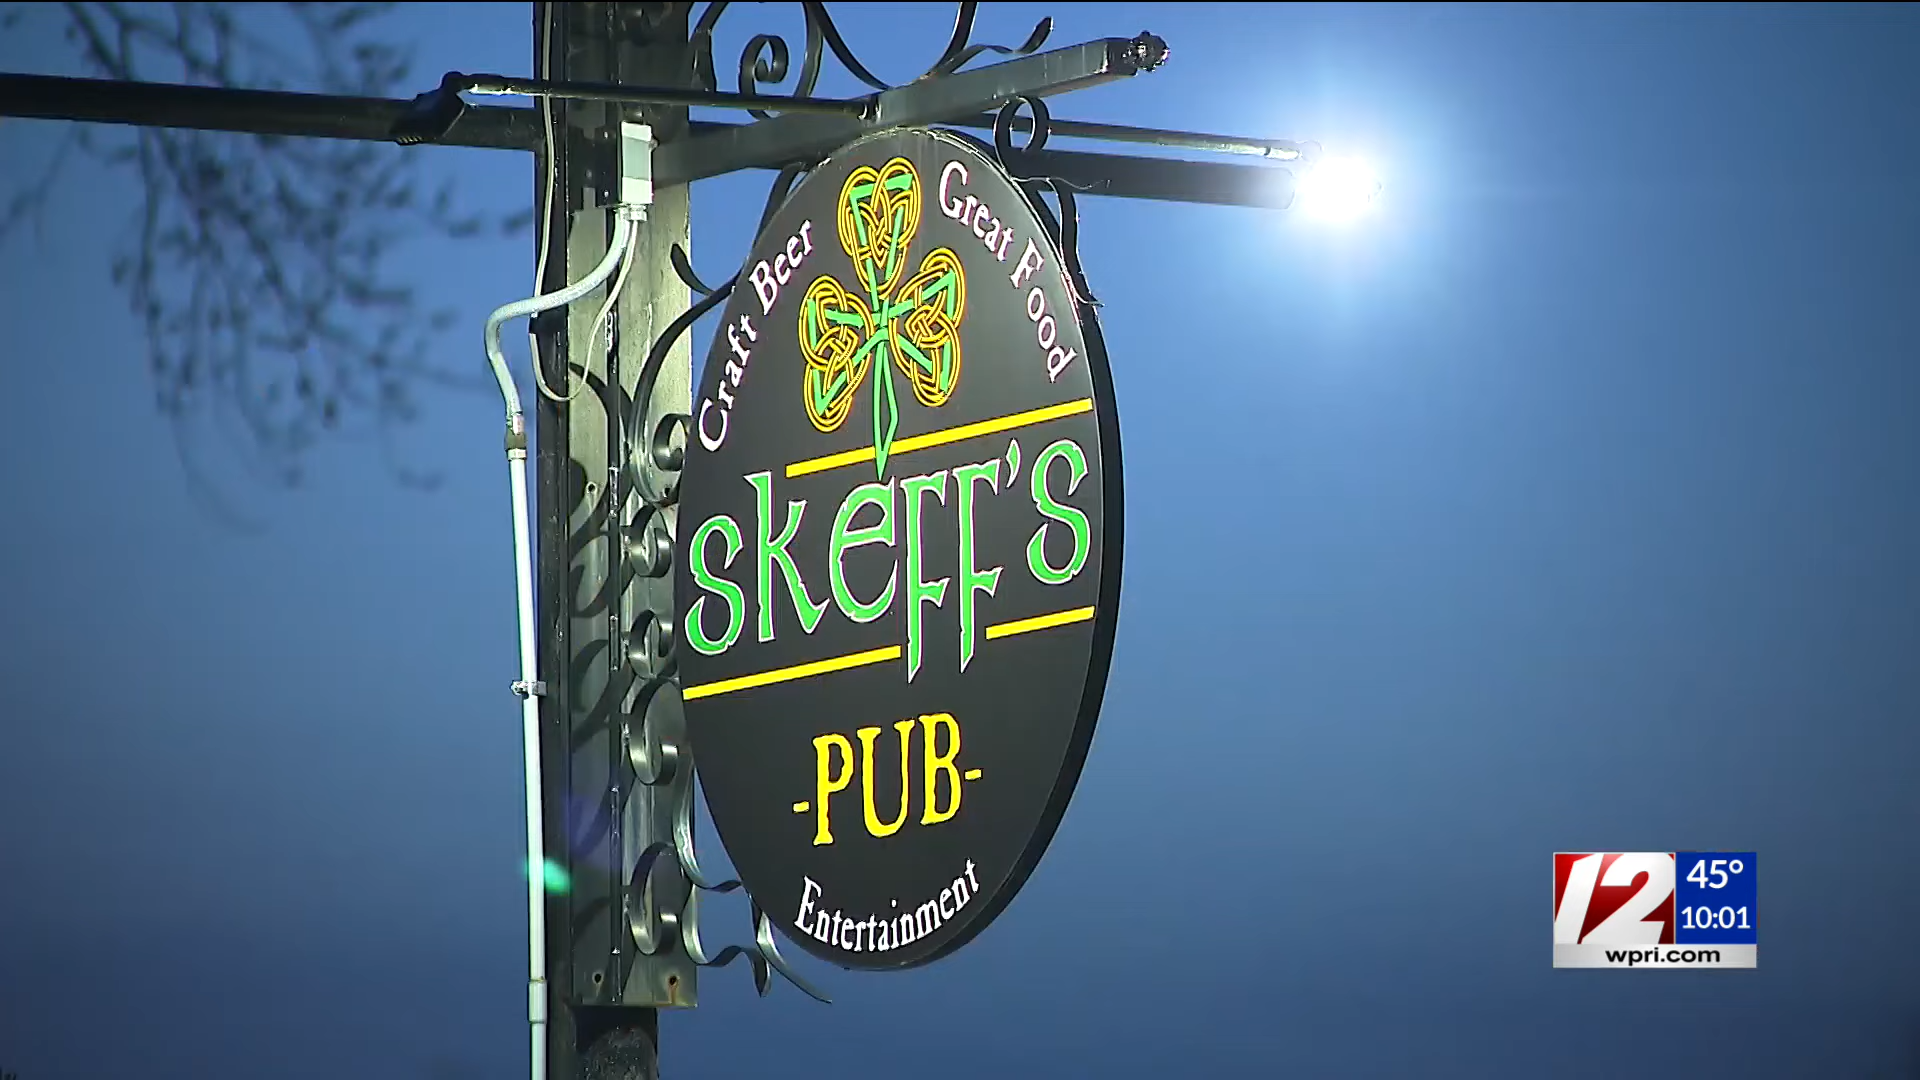 Craft Beer
Great Food
Skeff's
-PUB-
Entertainment
12
45°
10:01
wpri.com